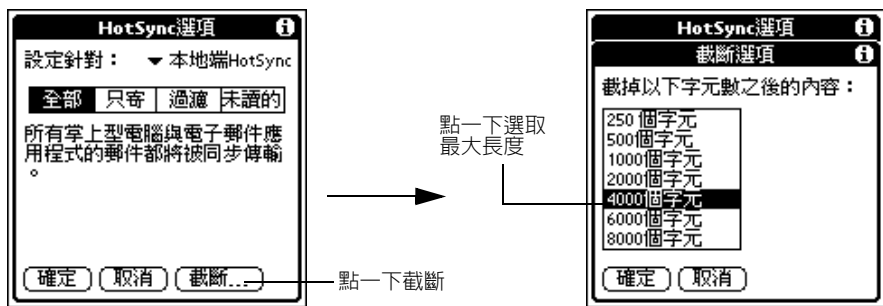 HotSync選項
設定針對：
本地端HotSync
全部
只寄
過濾
未讀的
所有掌上型電腦與電子郵件應
用程式的郵件都將被同步傳輸
。
確定
取消
截斷...
點一下截斷
點一下選取
最大長度
HotSync選項
截斷選項
截掉以下字元數之後的內容：
250 個字元
500個字元
1000個字元
2000個字元
4000個字元
6000個字元
8000個字元
確定
取消